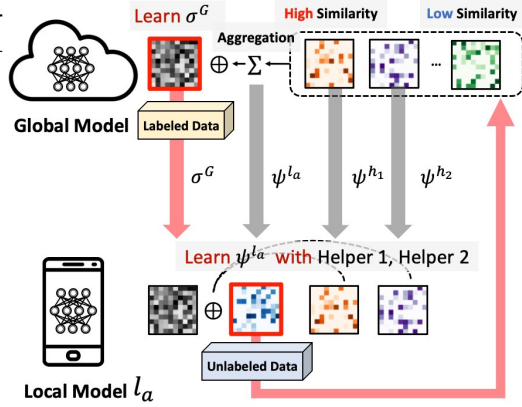 Learn σ^G
High Similarity
Low Similarity
Aggregation
⊕ ← Σ ←
...
Global Model
Labeled Data
σ^G
ψ^{l_a}
ψ^{h_1}
ψ^{h_2}
Learn ψ^{l_a} with Helper 1, Helper 2
⊕
Unlabeled Data
Local Model l_a